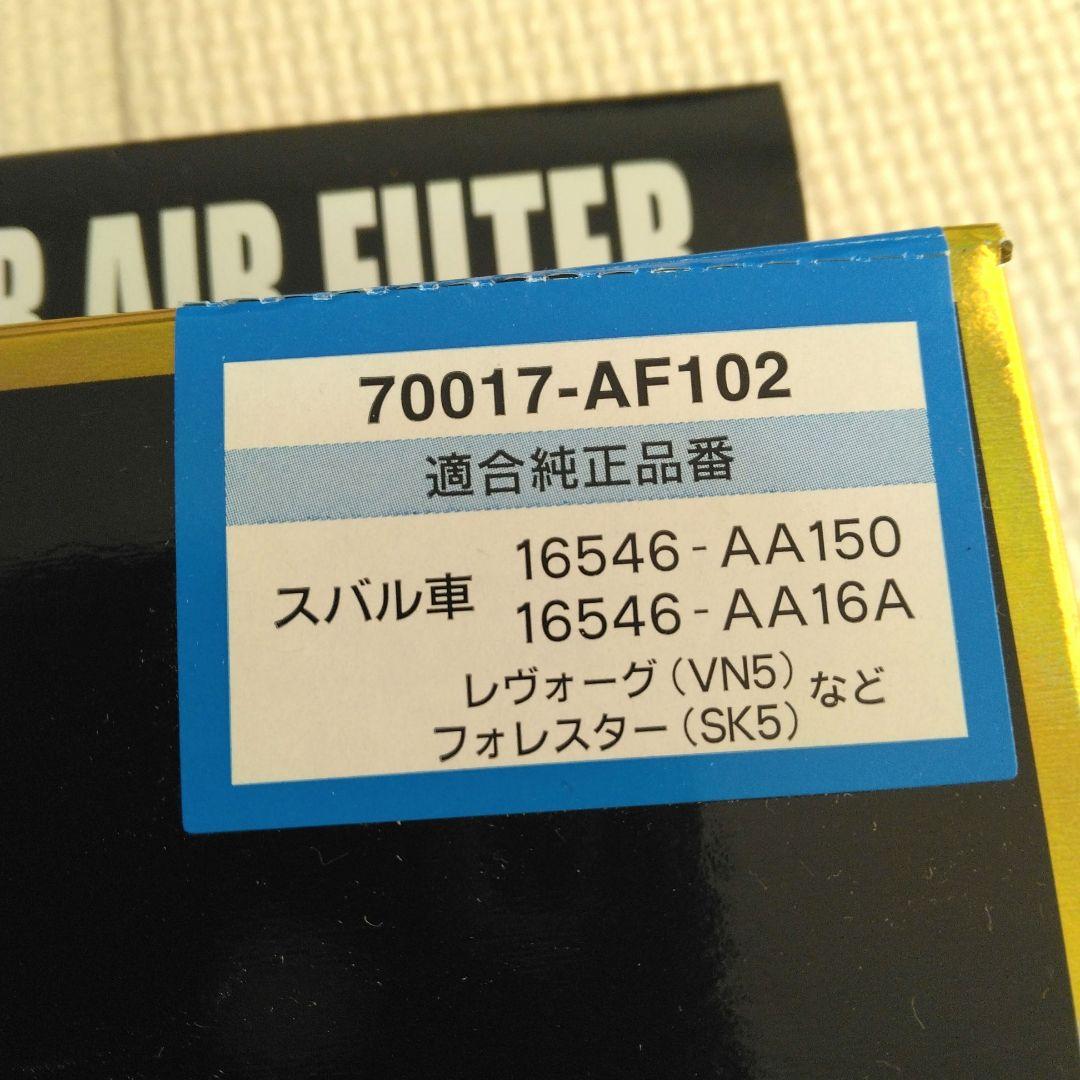 R AIR FILTER
70017-AF102
適合純正品番
スバル車
16546-AA150
16546-AA16A
レヴォーグ(VN5)
フォレスター(SK5)
など